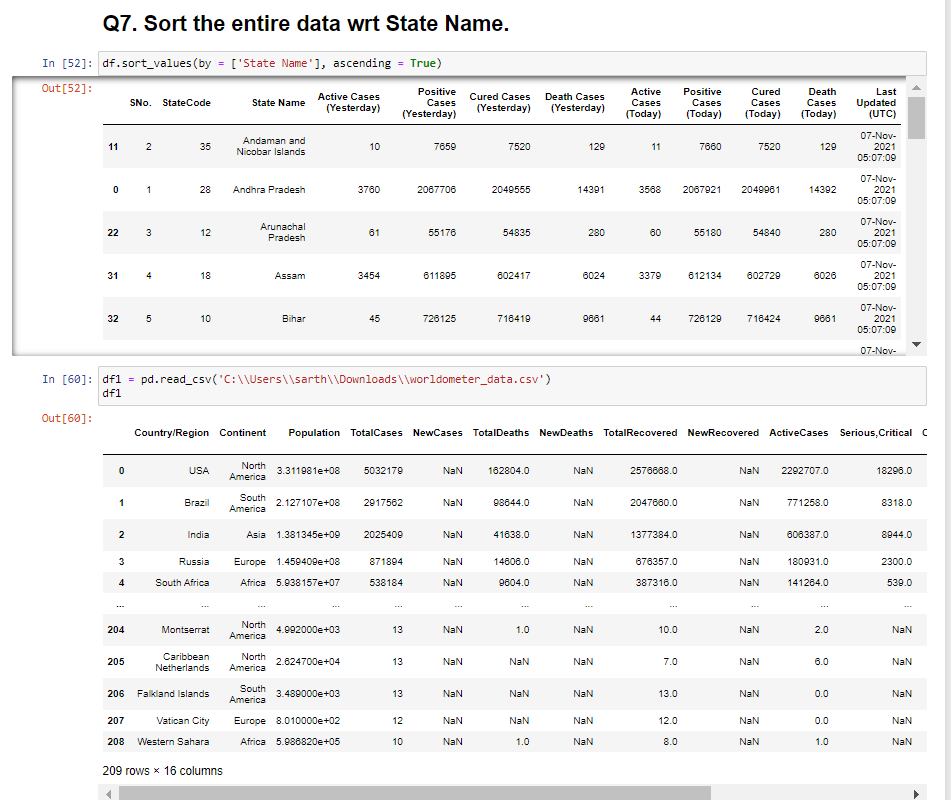 Q7. Sort the entire data wrt State Name.
In [52]: df.sort_values(by = ['State Name'], ascending = True)
Out[52]:
SNo. StateCode State Name Active Cases (Yesterday) Positive Cases (Yesterday) Cured Cases (Yesterday) Death Cases (Yesterday) Active Cases (Today) Positive Cases (Today) Cured Cases (Today) Death Cases (Today) Last Updated (UTC)
11 2 35 Andaman and Nicobar Islands 10 7659 7520 129 11 7660 7520 129 07-Nov-2021 05:07:09
0 1 28 Andhra Pradesh 3760 2067706 2049555 14391 3568 2067921 2049961 14392 07-Nov-2021 05:07:09
22 3 12 Arunachal Pradesh 61 55176 54835 280 60 55180 54840 280 07-Nov-2021 05:07:09
31 4 18 Assam 3454 611895 602417 6024 3379 612134 602729 6026 07-Nov-2021 05:07:09
32 5 10 Bihar 45 726125 716419 9661 44 726129 716424 9661 07-Nov-2021 05:07:09
07-Nov-
In [60]: df1 = pd.read_csv('C:\\Users\\sarth\\Downloads\\worldometer_data.csv')
df1
Out[60]:
Country/Region Continent Population TotalCases NewCases TotalDeaths NewDeaths TotalRecovered NewRecovered ActiveCases Serious,Critical
0 USA North America 3.311981e+08 5032179 NaN 162804.0 NaN 2576668.0 NaN 2292707.0 18296.0
1 Brazil South America 2.127107e+08 2917562 NaN 98644.0 NaN 2047660.0 NaN 771258.0 8318.0
2 India Asia 1.381345e+09 2025409 NaN 41638.0 NaN 1377384.0 NaN 606387.0 8944.0
3 Russia Europe 1.459409e+08 871894 NaN 14606.0 NaN 676357.0 NaN 180931.0 2300.0
4 South Africa Africa 5.938157e+07 538184 NaN 9604.0 NaN 387316.0 NaN 141264.0 539.0
... ... ... ... ... ... ... ... ... ... ... ...
204 Montserrat North America 4.992000e+03 13 NaN 1.0 NaN 10.0 NaN 2.0 NaN
205 Caribbean Netherlands North America 2.624700e+04 13 NaN NaN NaN 7.0 NaN 6.0 NaN
206 Falkland Islands South America 3.489000e+03 13 NaN NaN NaN 13.0 NaN 0.0 NaN
207 Vatican City Europe 8.010000e+02 12 NaN NaN NaN 12.0 NaN 0.0 NaN
208 Western Sahara Africa 5.986820e+05 10 NaN 1.0 NaN 8.0 NaN 1.0 NaN
209 rows × 16 columns